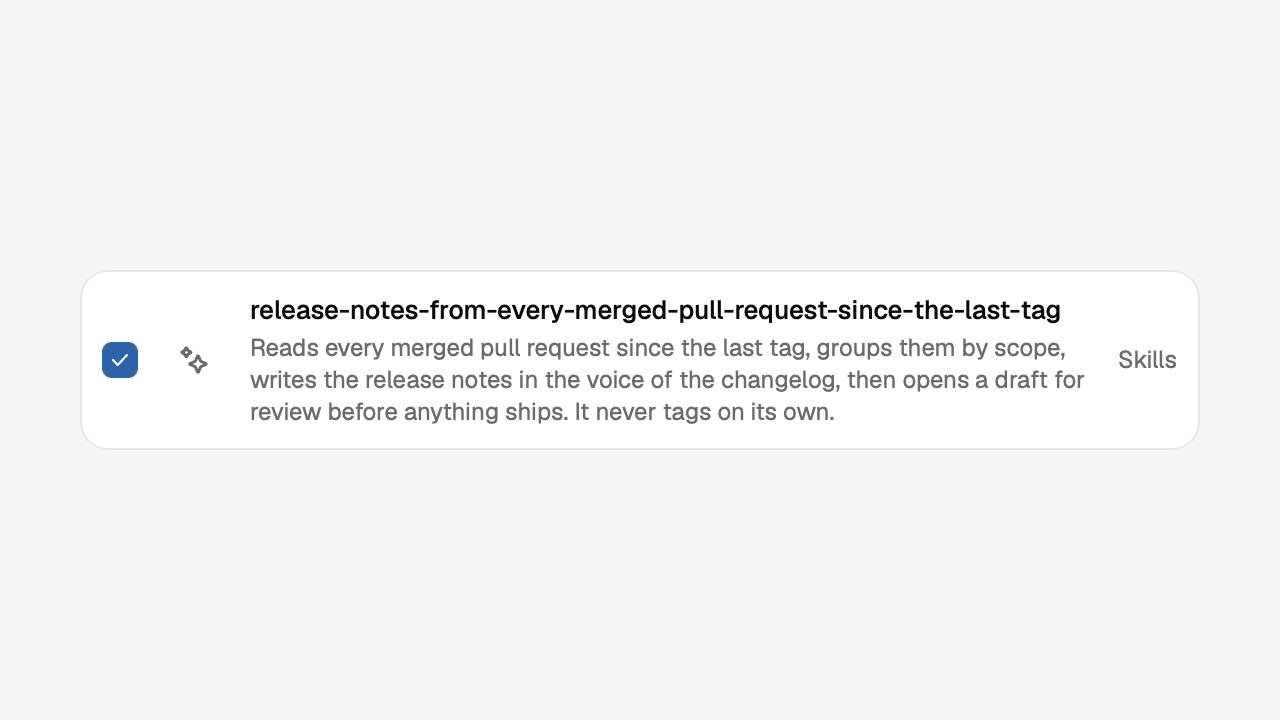 release-notes-from-every-merged-pull-request-since-the-last-tag
Reads every merged pull request since the last tag, groups them by scope,
writes the release notes in the voice of the changelog, then opens a draft for
review before anything ships. It never tags on its own.
Skills